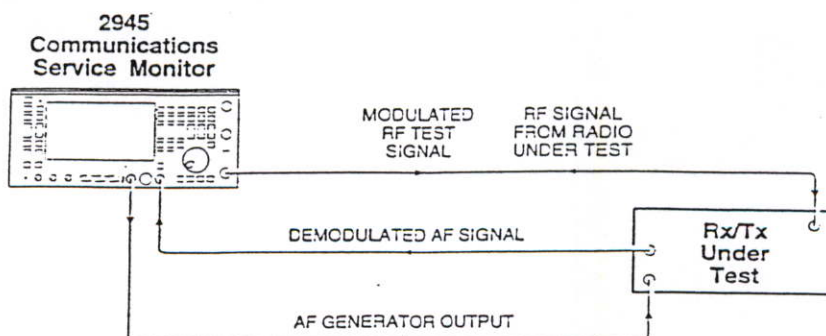 2945
Communications
Service Monitor
MODULATED
RF TEST
SIGNAL
RF SIGNAL
FROM RADIO
UNDER TEST
DEMODULATED AF SIGNAL
Rx/Tx
Under
Test
AF GENERATOR OUTPUT